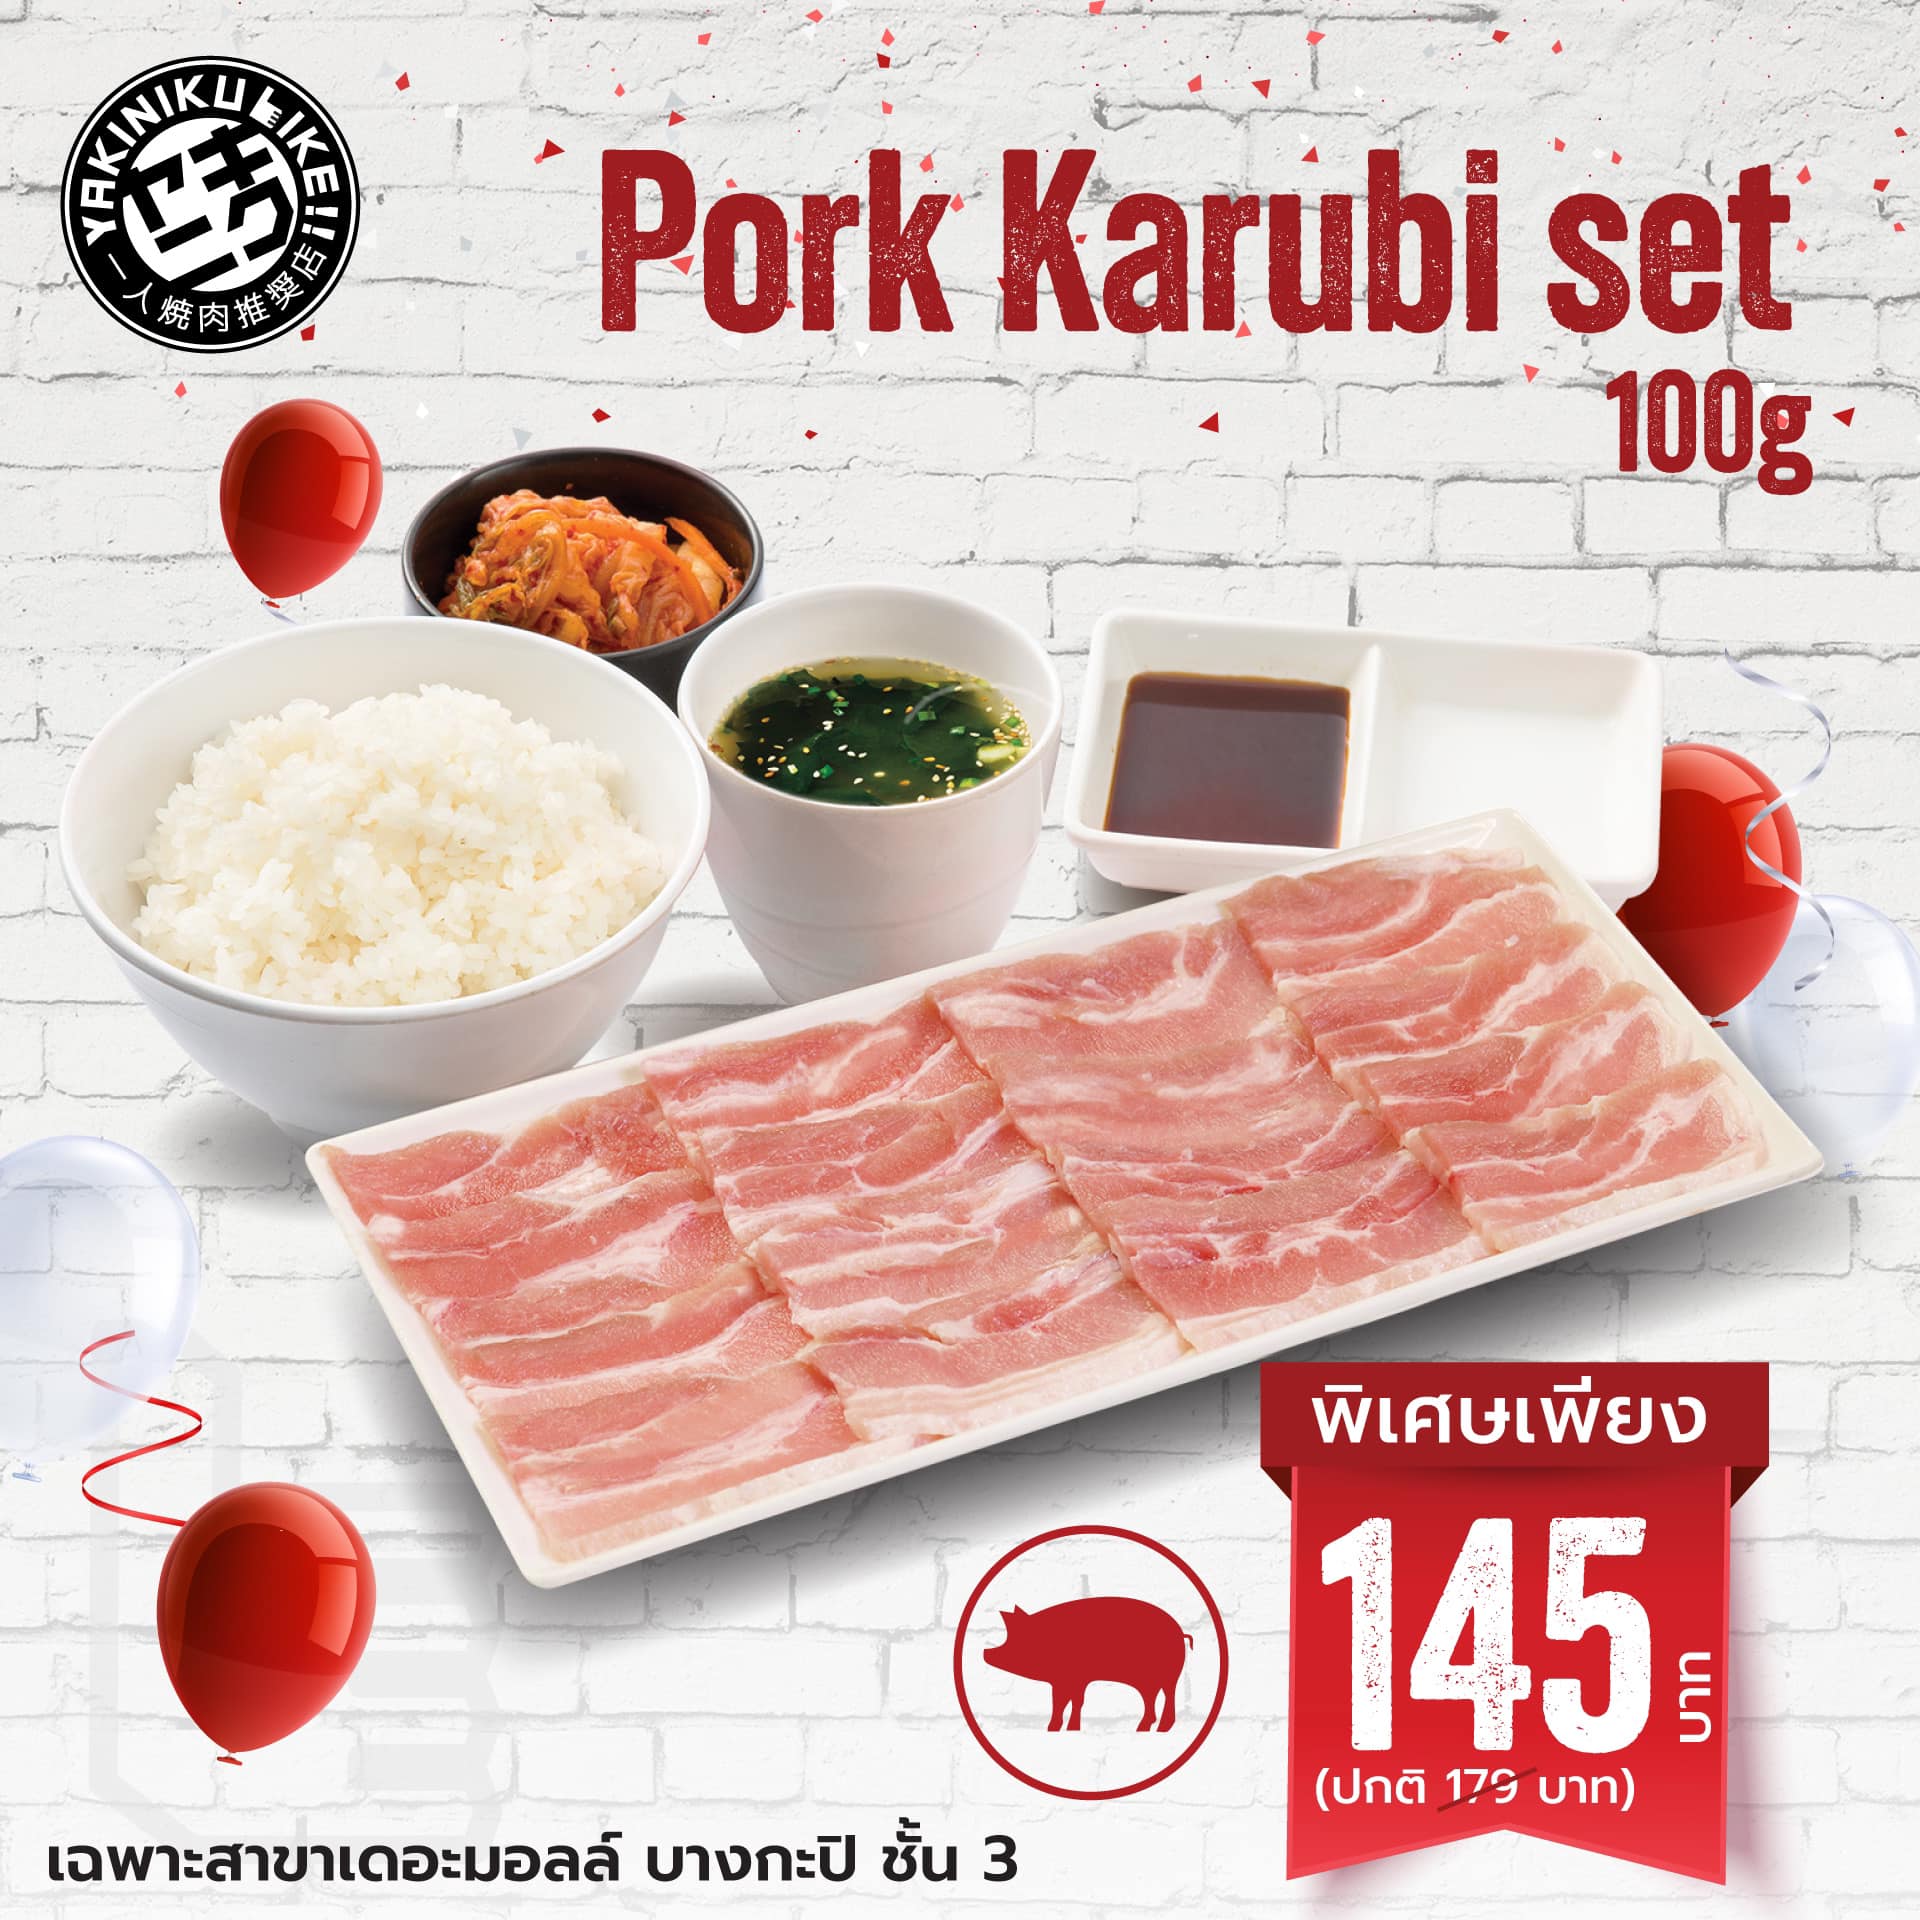 YAKINIKU LIKE!!
一人焼肉推奨店
Pork Karubi set
100g
พิเศษเพียง
145
บาท
(ปกติ 179 บาท)
เฉพาะสาขาเดอะมอลล์ บางกะปิ ชั้น 3